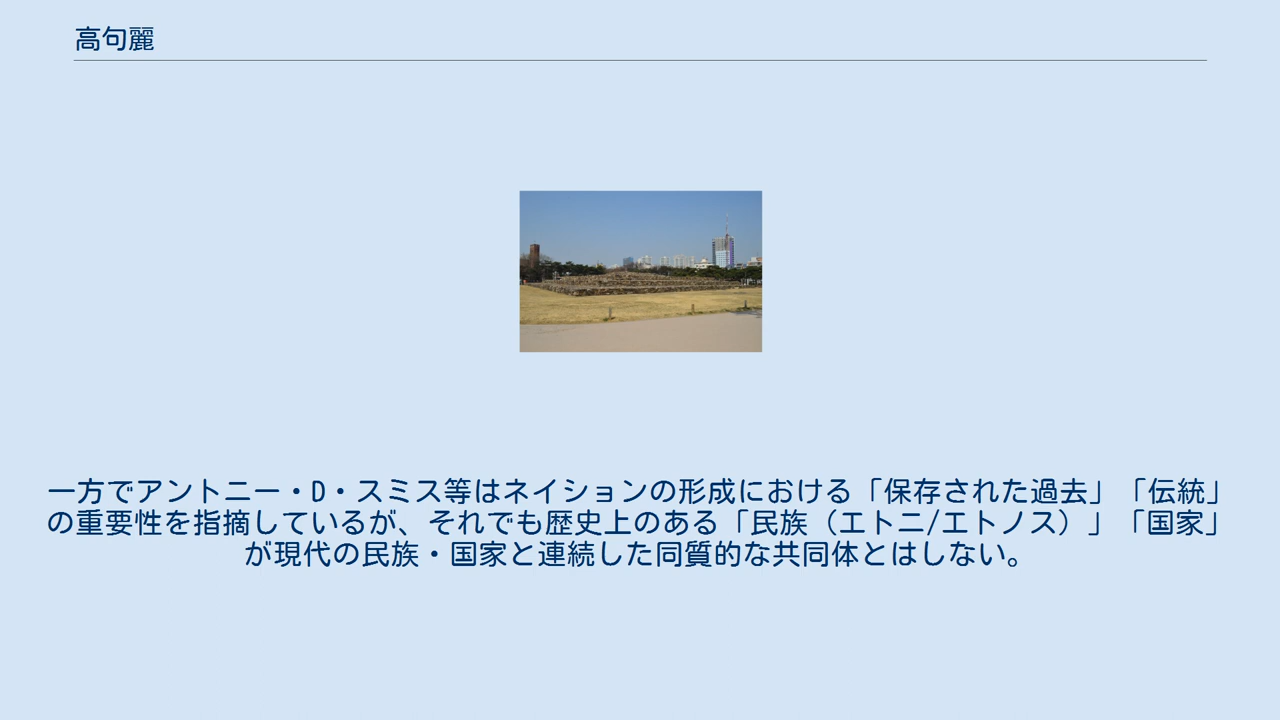 高句麗
一方でアントニー・D・スミス等はネイションの形成における「保存された過去」「伝統」
の重要性を指摘しているが、それでも歴史上のある「民族（エトニ/エトノス）」「国家」
が現代の民族・国家と連続した同質的な共同体とはしない。